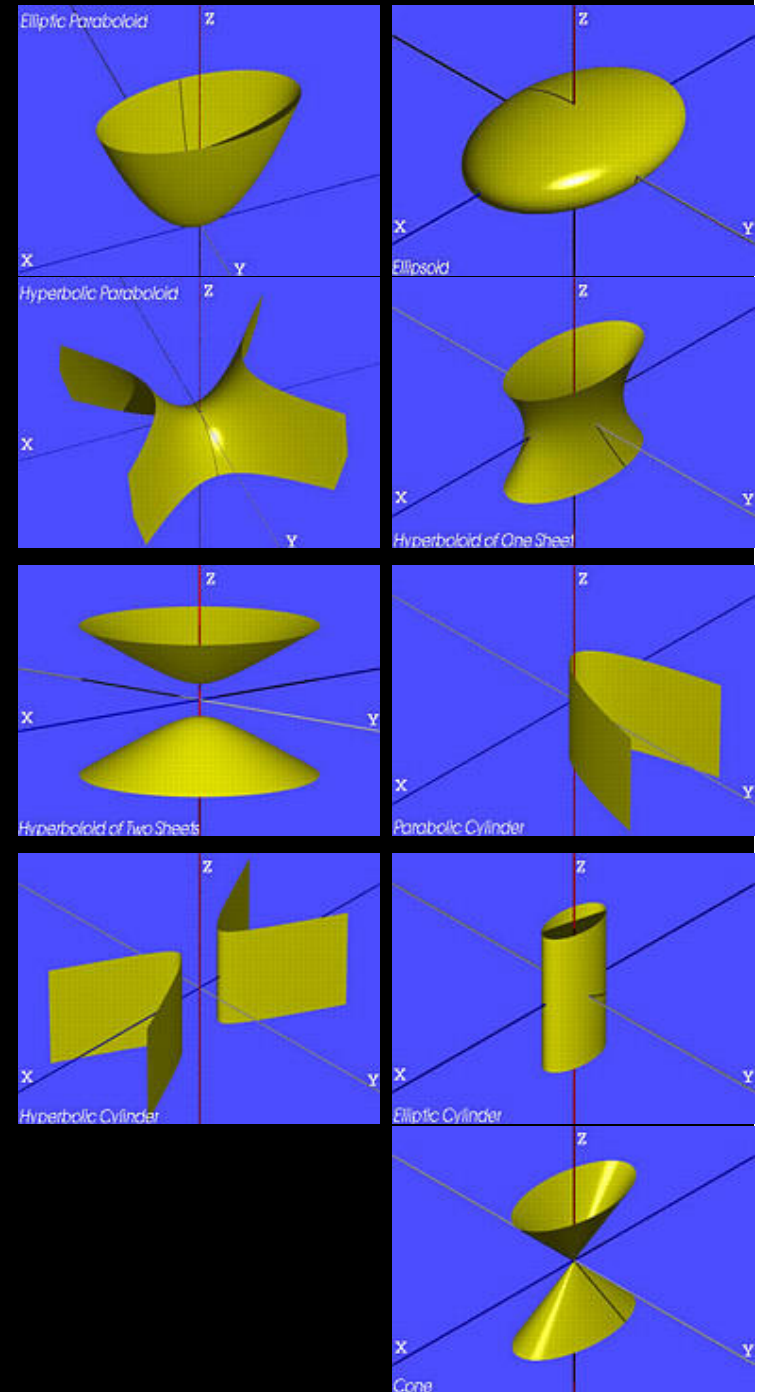 Elliptic Paraboloid
Z
X
Y
Z
X
Y
Ellipsoid
Hyperbolic Paraboloid
Z
X
Y
Z
X
Y
Hyperboloid of One Sheet
Z
X
Y
Hyperboloid of Two Sheets
Z
X
Y
Parabolic Cylinder
Z
X
Y
Hyperbolic Cylinder
Z
X
Y
Elliptic Cylinder
Z
X
Y
Cone